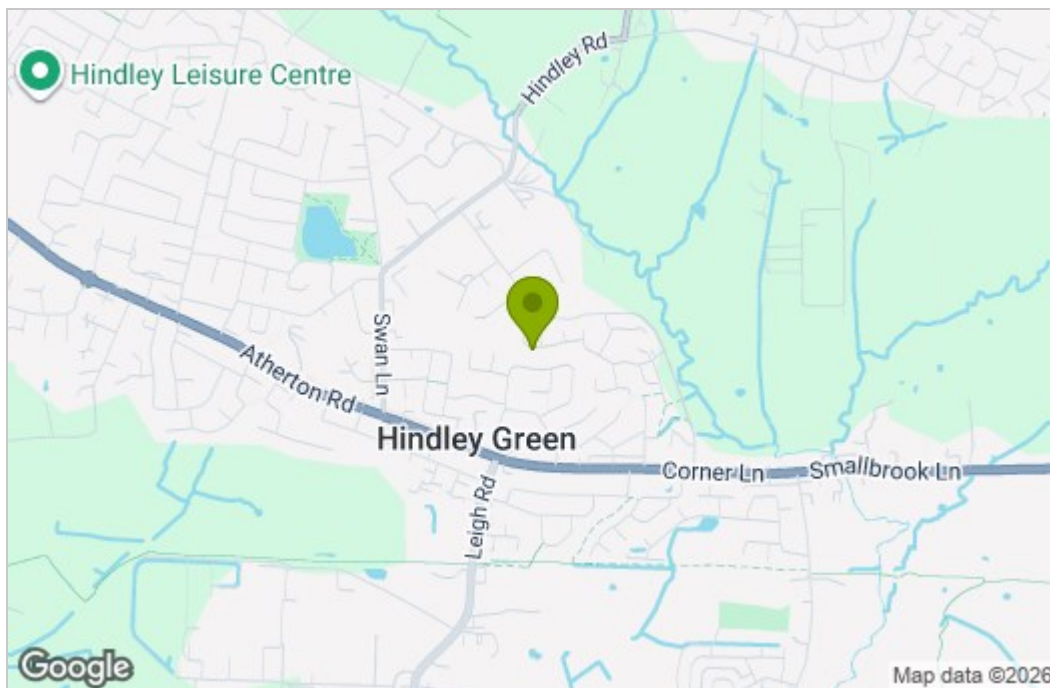 Hindley Rd
Hindley Leisure Centre
Swan Ln
Atherton Rd
Hindley Green
Corner Ln
Smallbrook Ln
Leigh Rd
Google
Map data ©2026